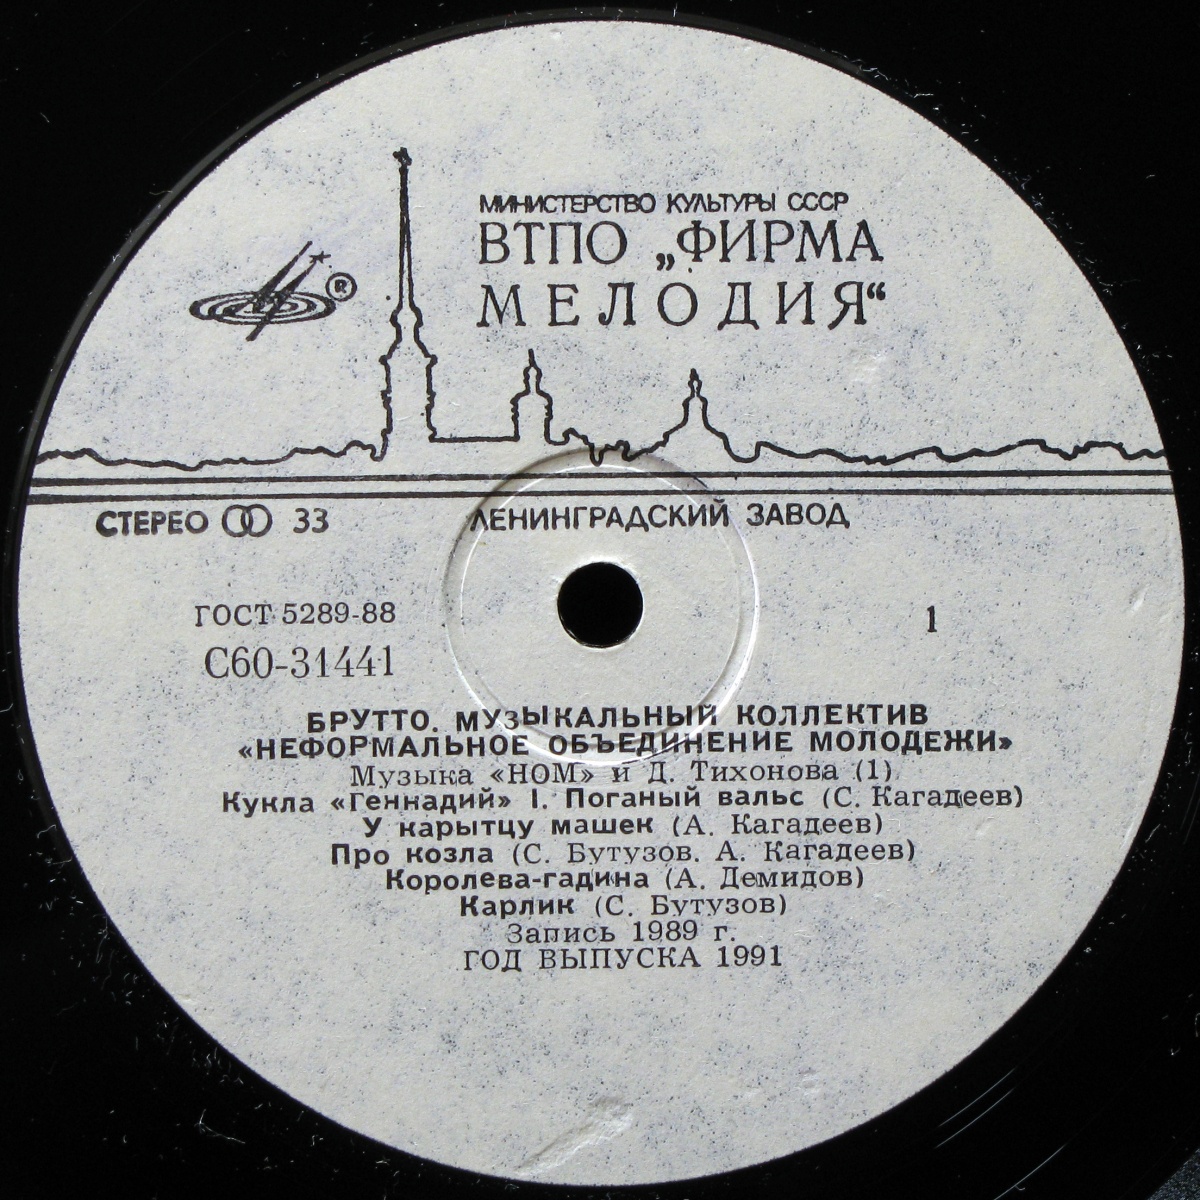 МИНИСТЕРСТВО КУЛЬТУРЫ СССР
ВТПО „ФИРМА
МЕЛОДИЯ“
®
СТЕРЕО 33
ЛЕНИНГРАДСКИЙ ЗАВОД
ГОСТ 5289-88
1
С60-31441
БРУТТО. МУЗЫКАЛЬНЫЙ КОЛЛЕКТИВ
«НЕФОРМАЛЬНОЕ ОБЪЕДИНЕНИЕ МОЛОДЕЖИ»
Музыка «НОМ» и Д. Тихонова (1)
Кукла «Геннадий» 1. Поганый вальс (С. Кагадеев)
У карытцу машек (А. Кагадеев)
Про козла (С. Бутузов. А. Кагадеев)
Королева-гадина (А. Демидов)
Карлик (С. Бутузов)
Запись 1989 г.
ГОД ВЫПУСКА 1991